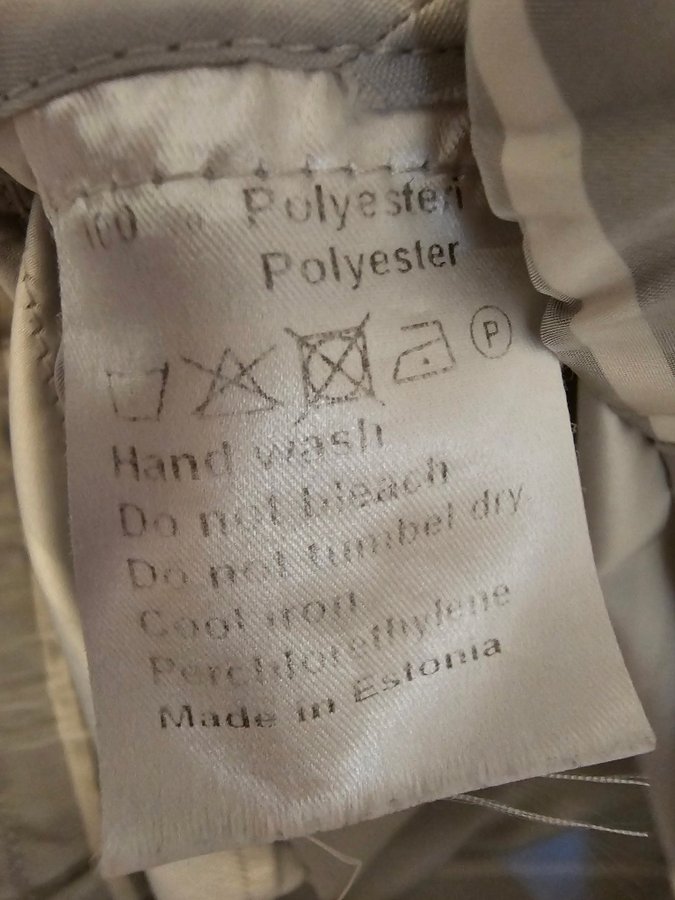 100 % Polyesteri
Polyester
P
Hand wash
Do not bleach
Do not tumbel dry
Cool iron
Perchlorethylene
Made in Estonia